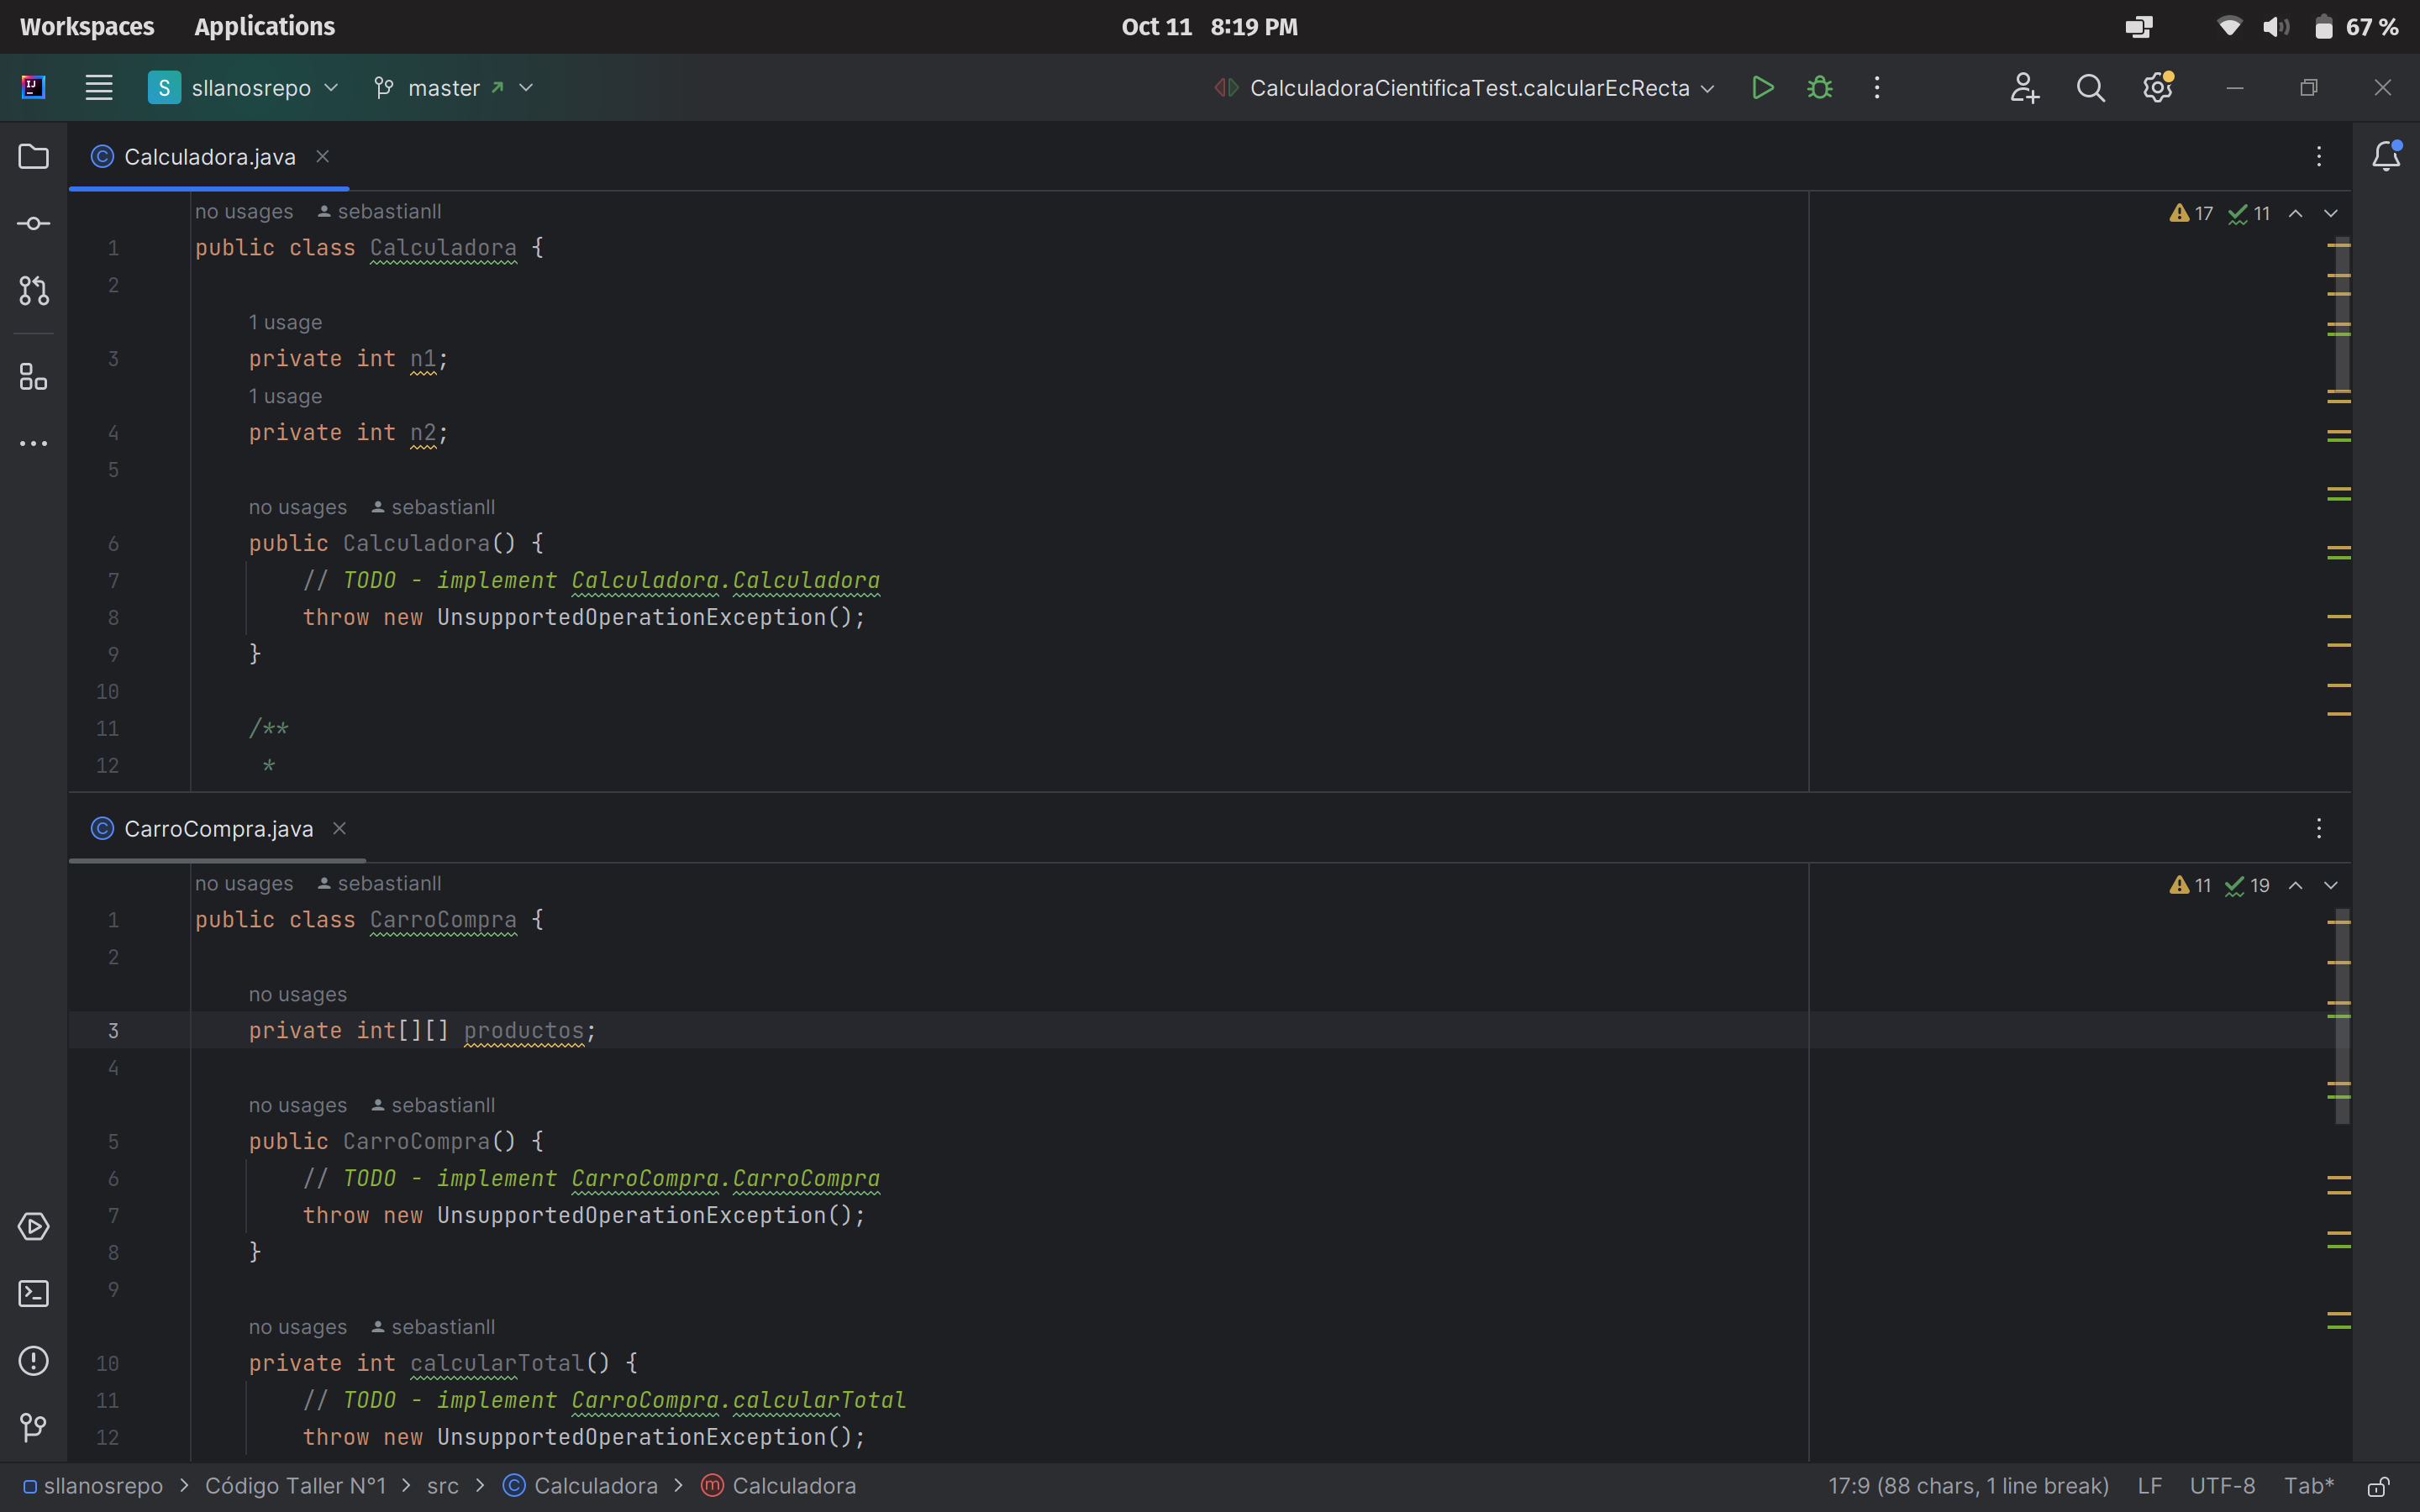 Workspaces Applications Oct 11 8:19 PM 67 %
S sllanosrepo master CalculadoraCientificaTest.calcularEcRecta
Calculadora.java
no usages sebastianll 17 11
1 public class Calculadora {
2
1 usage
3 private int n1;
1 usage
4 private int n2;
5
no usages sebastianll
6 public Calculadora() {
7 // TODO - implement Calculadora.Calculadora
8 throw new UnsupportedOperationException();
9 }
10
11 /**
12 *
CarroCompra.java
no usages sebastianll 11 19
1 public class CarroCompra {
2
no usages
3 private int[][] productos;
4
no usages sebastianll
5 public CarroCompra() {
6 // TODO - implement CarroCompra.CarroCompra
7 throw new UnsupportedOperationException();
8 }
9
no usages sebastianll
10 private int calcularTotal() {
11 // TODO - implement CarroCompra.calcularTotal
12 throw new UnsupportedOperationException();
sllanosrepo > Código Taller N°1 > src > Calculadora > Calculadora 17:9 (88 chars, 1 line break) LF UTF-8 Tab*